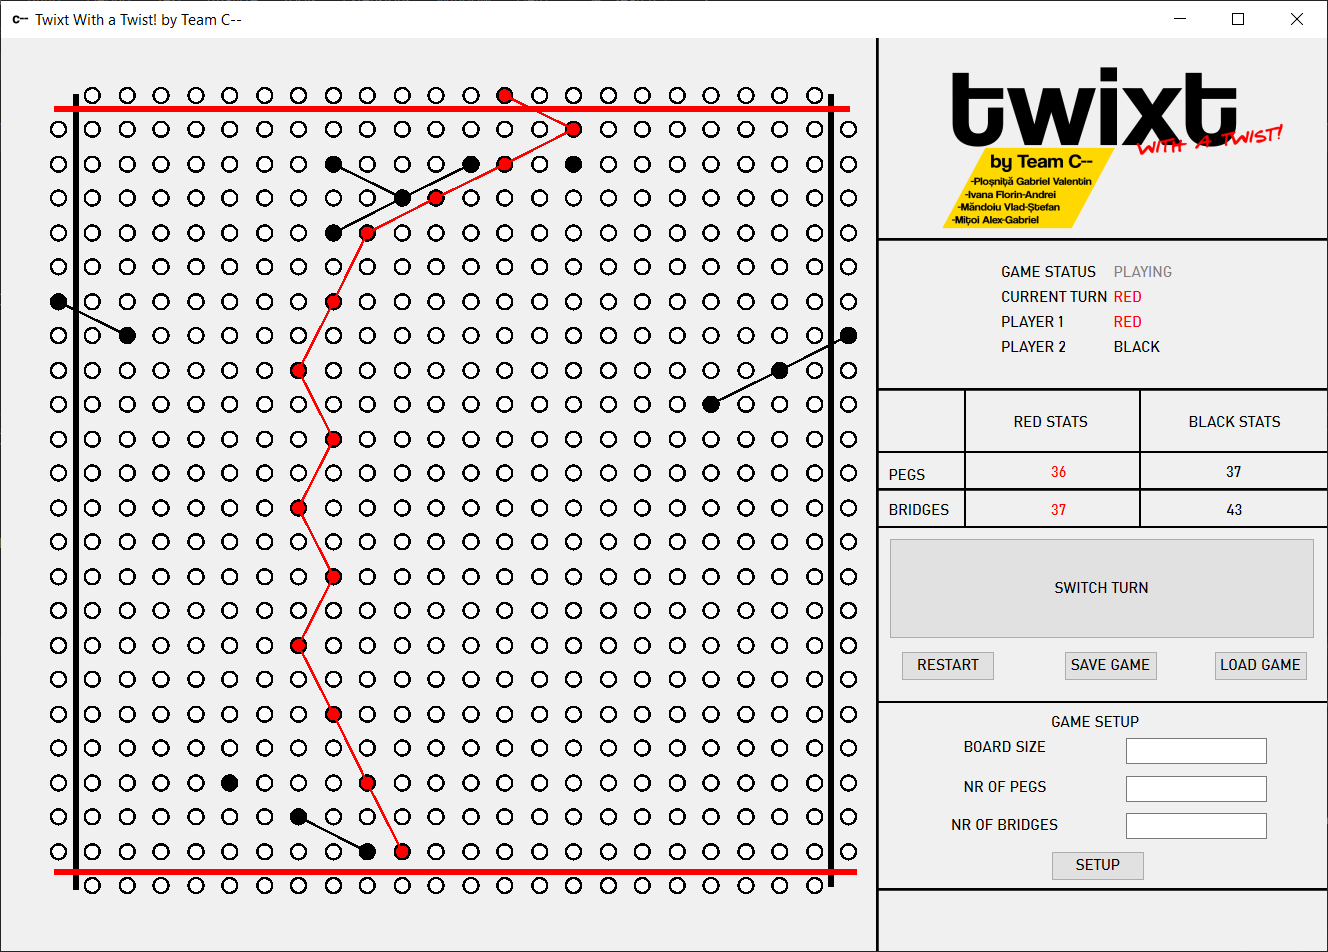 C-- Twixt With a Twist! by Team C--
twixt
WITH A TWIST!
by Team C--
-Ploșniță Gabriel Valentin
-Ivana Florin-Andrei
-Măndoiu Vlad-Ștefan
-Mițoi Alex-Gabriel
GAME STATUS PLAYING
CURRENT TURN RED
PLAYER 1 RED
PLAYER 2 BLACK
RED STATS BLACK STATS
PEGS 36 37
BRIDGES 37 43
SWITCH TURN
RESTART SAVE GAME LOAD GAME
GAME SETUP
BOARD SIZE
NR OF PEGS
NR OF BRIDGES
SETUP